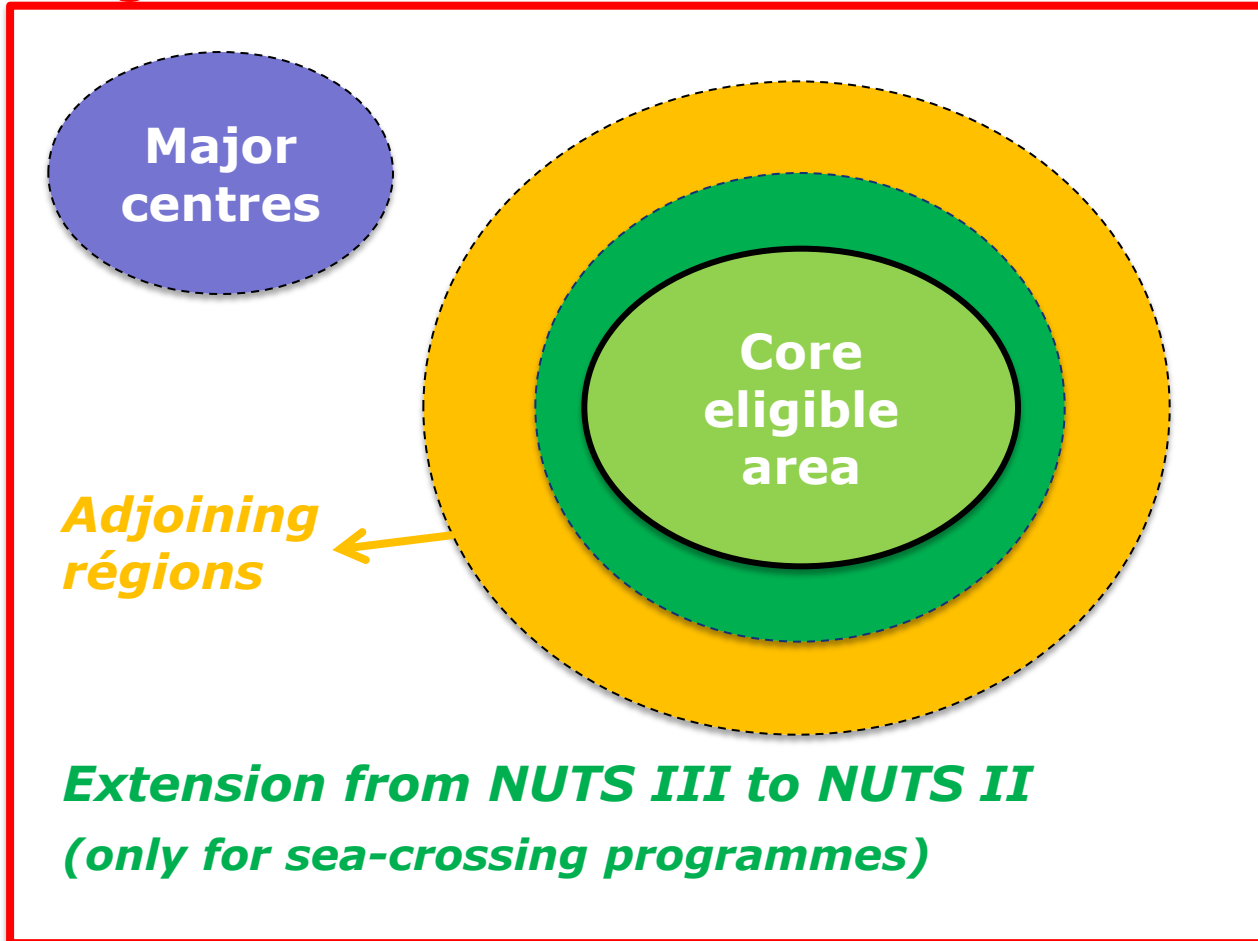 Major
centres
Core
eligible
area
Adjoining
régions
Extension from NUTS III to NUTS II
(only for sea-crossing programmes)